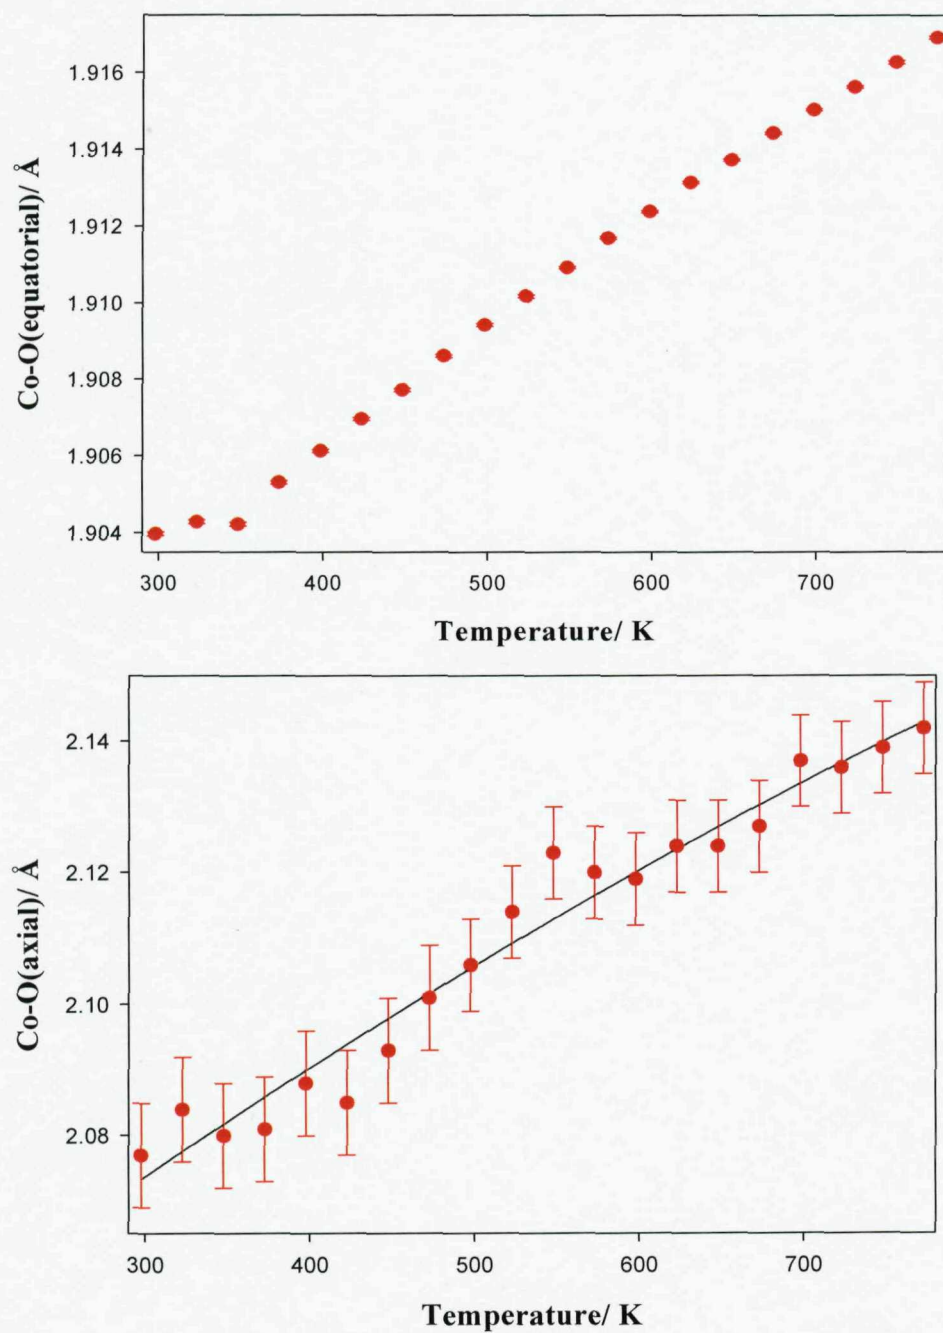 Co-O(equatorial)/ Å
1.916
1.914
1.912
1.910
1.908
1.906
1.904
300 400 500 600 700
Temperature/ K
Co-O(axial)/ Å
2.14
2.12
2.10
2.08
300 400 500 600 700
Temperature/ K